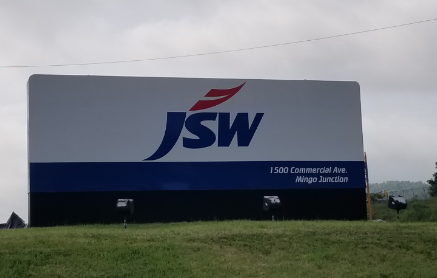 JSW
1500 Commercial Ave.
Mingo Junction